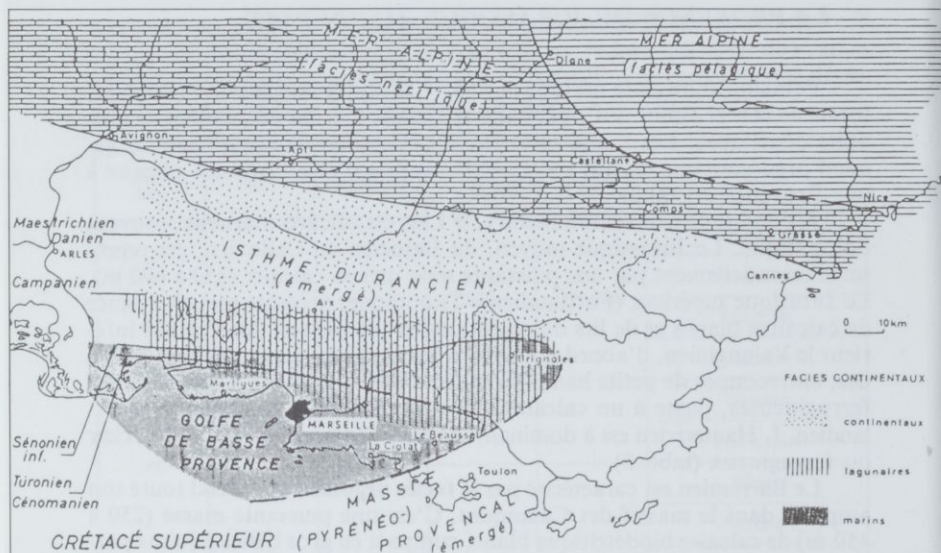 MER ALPINE
(faciès néritique)
MER ALPINE
(faciès pélagique)
Digne
Avignon
Apt
Castellane
Comps
Nice
Grasse
Cannes
Maestrichtien
Danien
ARLES
ISTHME DURANCIEN
(émergé)
Campanien
Aix
0 10km
Brignoles
FACIES CONTINENTAUX
continentaux
Martigues
MARSEILLE
GOLFE
DE BASSE
PROVENCE
Le Beausset
La Ciotat
Sénonien
inf.
lagunaires
Turonien
Cénomanien
Toulon
MASSIF
(PYRÉNÉO-)
PROVENÇAL
(émergé)
marins
CRÉTACÉ SUPÉRIEUR